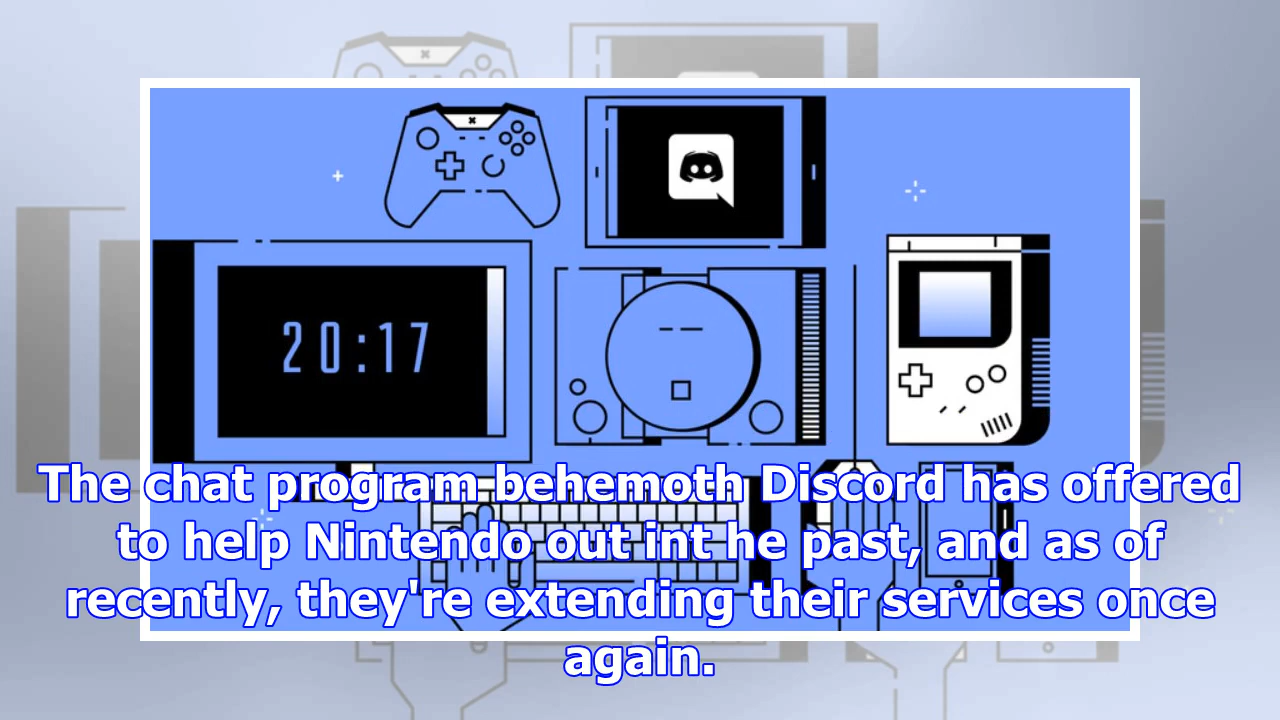 20:17
The chat program behemoth Discord has offered
to help Nintendo out int he past, and as of
recently, they're extending their services once
again.